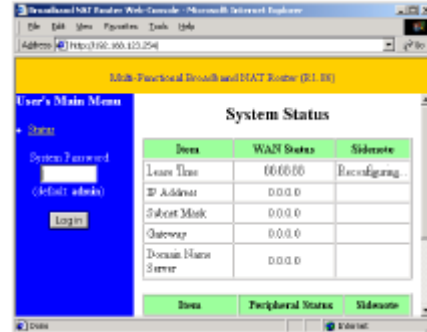 Broadband NAT Router Web-Console - Microsoft Internet Explorer
File Edit View Favorites Tools Help
Address http://192.168.123.254/
Go
Multi-Functional Broadband NAT Router (R1.86)
User's Main Menu
Status
System Password
(default: admin)
Log in
System Status
Item WAN Status Sidenote
Lease Time 00:00:00 Reconfiguring...
IP Address 0.0.0.0
Subnet Mask 0.0.0.0
Gateway 0.0.0.0
Domain Name Server 0.0.0.0
Item Peripheral Status Sidenote
Done
Internet